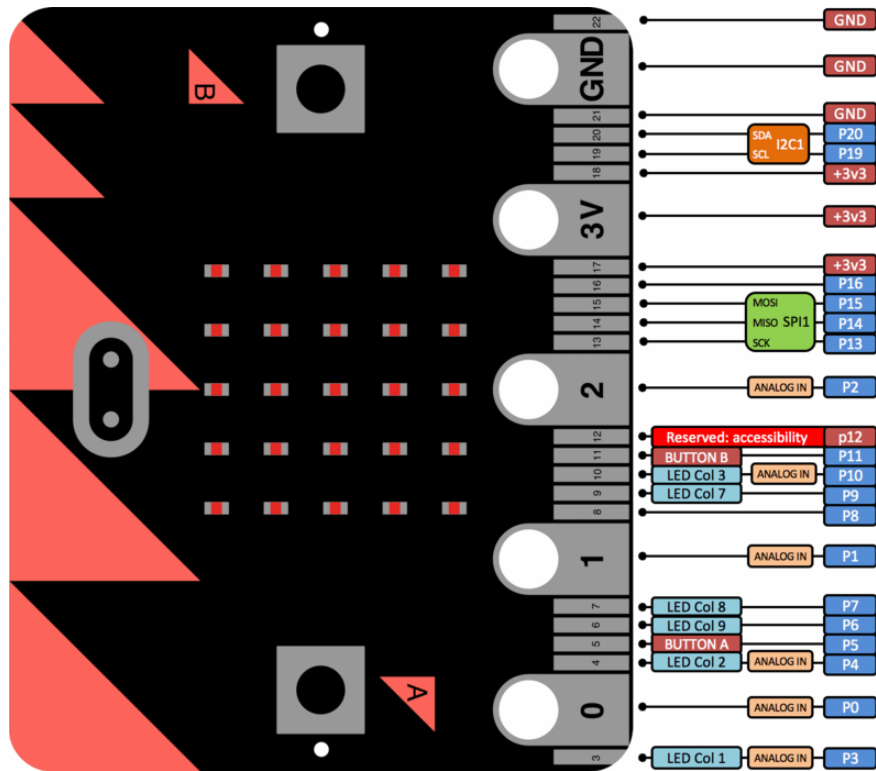 22 GND
B GND GND
21 GND
20 SDA I2C1 P20
19 SCL P19
18 +3v3
3V +3v3
17 +3v3
16 P16
15 MOSI P15
14 MISO SPI1 P14
13 SCK P13
2 ANALOG IN P2
12 Reserved: accessibility p12
11 BUTTON B P11
10 LED Col 3 ANALOG IN P10
9 LED Col 7 P9
8 P8
1 ANALOG IN P1
7 LED Col 8 P7
6 LED Col 9 P6
5 BUTTON A P5
4 LED Col 2 ANALOG IN P4
A 0 ANALOG IN P0
3 LED Col 1 ANALOG IN P3